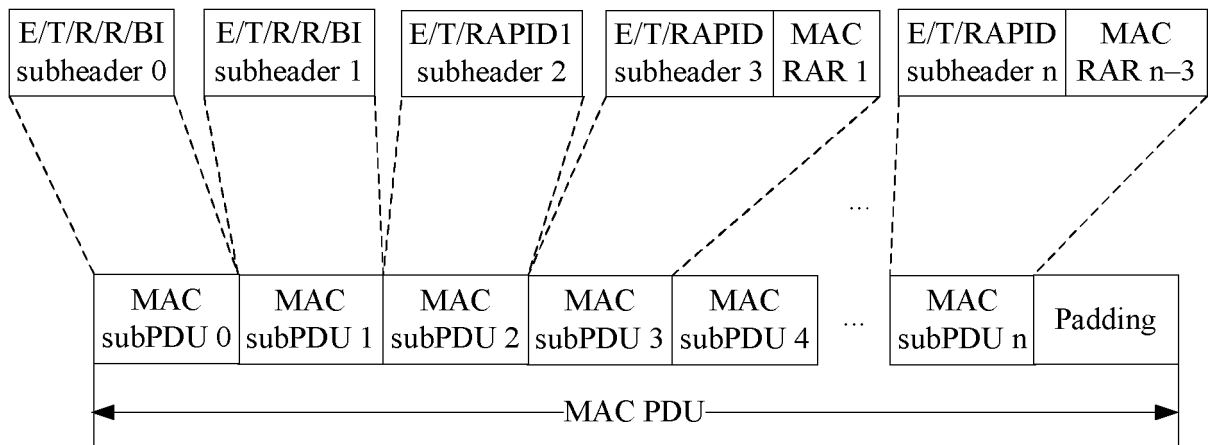 E/T/R/R/BI
subheader 0
E/T/R/R/BI
subheader 1
E/T/RAPID1
subheader 2
E/T/RAPID
subheader 3
MAC
RAR 1
E/T/RAPID
subheader n
MAC
RAR n–3
...
MAC
subPDU 0
MAC
subPDU 1
MAC
subPDU 2
MAC
subPDU 3
MAC
subPDU 4
...
MAC
subPDU n
Padding
MAC PDU